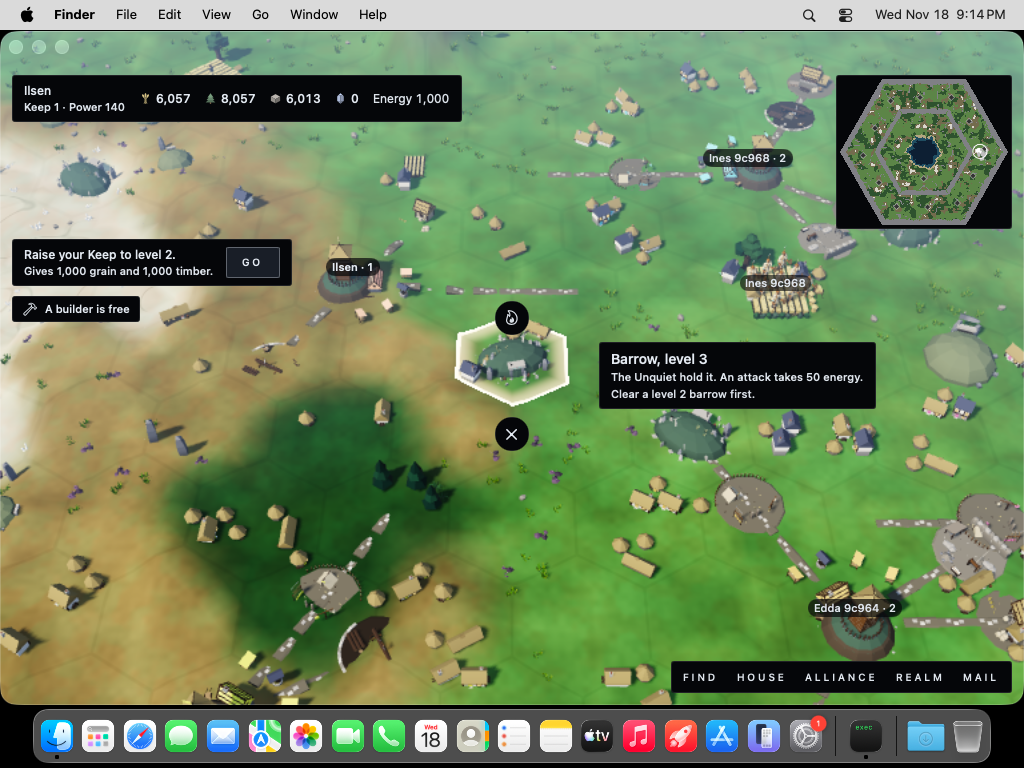 Finder File Edit View Go Window Help
Wed Nov 18 9:14 PM
Ilsen
Keep 1 · Power 140
6,057 8,057 6,013 0 Energy 1,000
Ines 9c968 · 2
Raise your Keep to level 2.
Gives 1,000 grain and 1,000 timber.
GO
Ilsen · 1
Ines 9c968
A builder is free
Barrow, level 3
The Unquiet hold it. An attack takes 50 energy.
Clear a level 2 barrow first.
Edda 9c964 · 2
FIND HOUSE ALLIANCE REALM MAIL
Wed
18
tv
1
exec